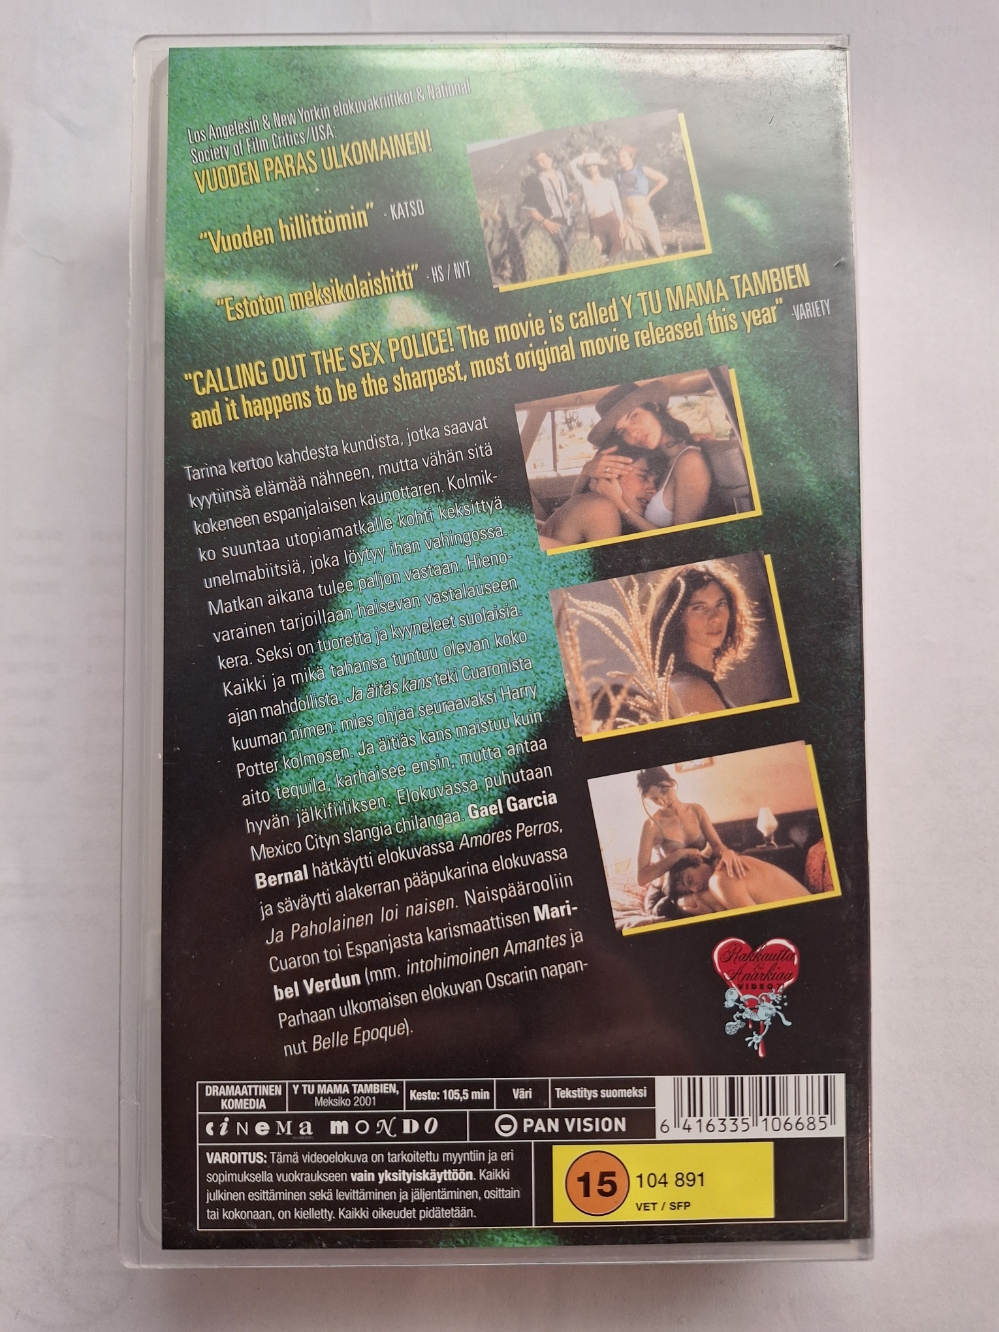 Los Angelesin & New Yorkin elokuvakriitikot & National
Society of Film Critics/USA:
VUODEN PARAS ULKOMAINEN!
"Vuoden hillittömin" - KATSO
"Estoton meksikolaishitti" - HS / NYT
"CALLING OUT THE SEX POLICE! The movie is called Y TU MAMA TAMBIEN
and it happens to be the sharpest, most original movie released this year" -VARIETY
Tarina kertoo kahdesta kundista, jotka saavat
kyytiinsä elämää nähneen, mutta vähän sitä
kokeneen espanjalaisen kaunottaren. Kolmik-
ko suuntaa utopiamatkalle kohti keksittyä
unelmabiitsiä, joka löytyy ihan vahingossa.
Matkan aikana tulee paljon vastaan. Hieno-
varainen tarjoillaan haisevan vastalauseen
kera. Seksi on tuoretta ja kyyneleet suolaisia.
Kaikki ja mikä tahansa tuntuu olevan koko
ajan mahdollista. Ja äitäs kans teki Cuaronista
kuuman nimen: mies ohjaa seuraavaksi Harry
Potter kolmosen. Ja äitiäs kans maistuu kuin
aito tequila, karhaisee ensin, mutta antaa
hyvän jälkifiiliksen. Elokuvassa puhutaan
Mexico Cityn slangia chilangaa. Gael Garcia
Bernal hätkäytti elokuvassa Amores Perros,
ja säväytti alakerran pääpukarina elokuvassa
Ja Paholainen loi naisen. Naispäärooliin
Cuaron toi Espanjasta karismaattisen Mari-
bel Verdun (mm. intohimoinen Amantes ja
Parhaan ulkomaisen elokuvan Oscarin napan-
nut Belle Epoque).
Rakkautta
& Anarkiaa
VIDEOT
DRAMAATTINEN
KOMEDIA
Y TU MAMA TAMBIEN,
Meksiko 2001
Kesto: 105,5 min
Väri
Tekstitys suomeksi
CINEMA MONDO
PAN VISION
6 416335 106685
VAROITUS: Tämä videoelokuva on tarkoitettu myyntiin ja eri
sopimuksella vuokraukseen vain yksityiskäyttöön. Kaikki
julkinen esittäminen sekä levittäminen ja jäljentäminen, osittain
tai kokonaan, on kielletty. Kaikki oikeudet pidätetään.
15
104 891
VET / SFP